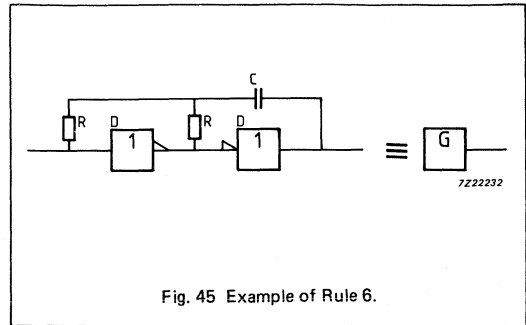 C
R D R D
1 1 ≡ G
7Z22232
Fig. 45 Example of Rule 6.